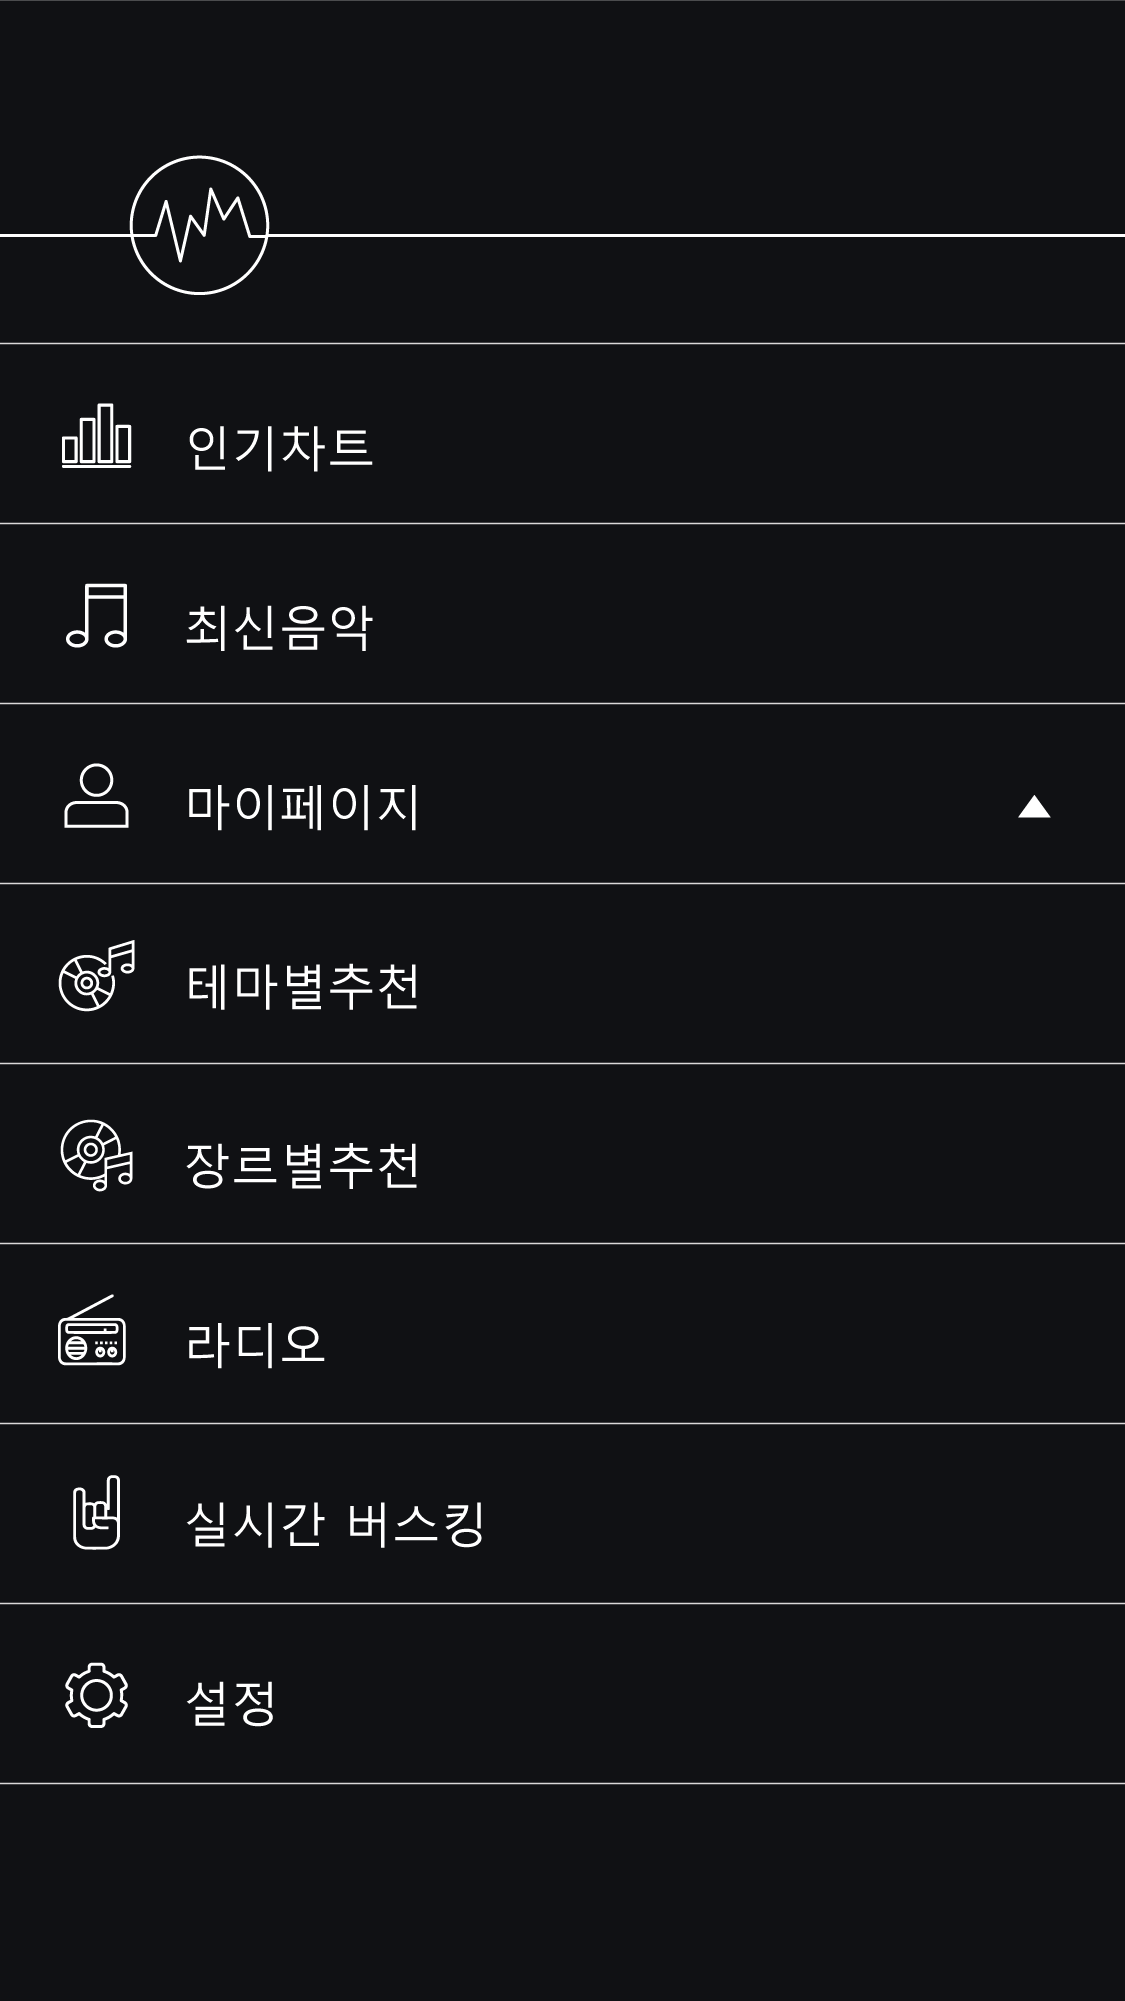 인기차트
최신음악
마이페이지
테마별추천
장르별추천
라디오
실시간 버스킹
설정